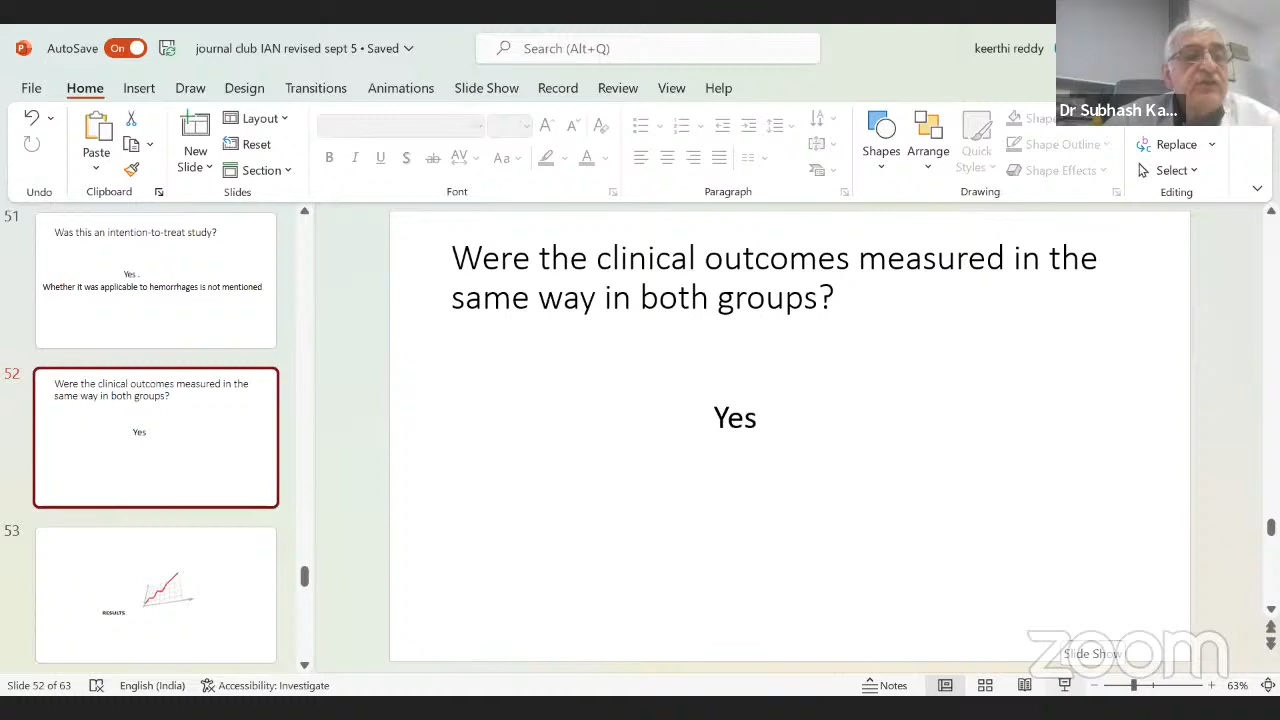 AutoSave
On
journal club IAN revised sept 5 • Saved
Search (Alt+Q)
keerthi reddy
Dr Subhash Ka...
File
Home
Insert
Draw
Design
Transitions
Animations
Slide Show
Record
Review
View
Help
Paste
New
Slide
Layout
Reset
Section
B I U S ab AV Aa
Shapes
Arrange
Quick
Styles
Shape Outline
Shape Effects
Replace
Select
Undo
Clipboard
Slides
Font
Paragraph
Drawing
Editing
51
Was this an intention-to-treat study?
Yes .
Whether it was applicable to hemorrhages is not mentioned
52
Were the clinical outcomes measured in the
same way in both groups?
Yes
53
RESULTS
Were the clinical outcomes measured in the
same way in both groups?
Yes
zoom
Slide Show
Slide 52 of 63
English (India)
Accessibility: Investigate
Notes
63%